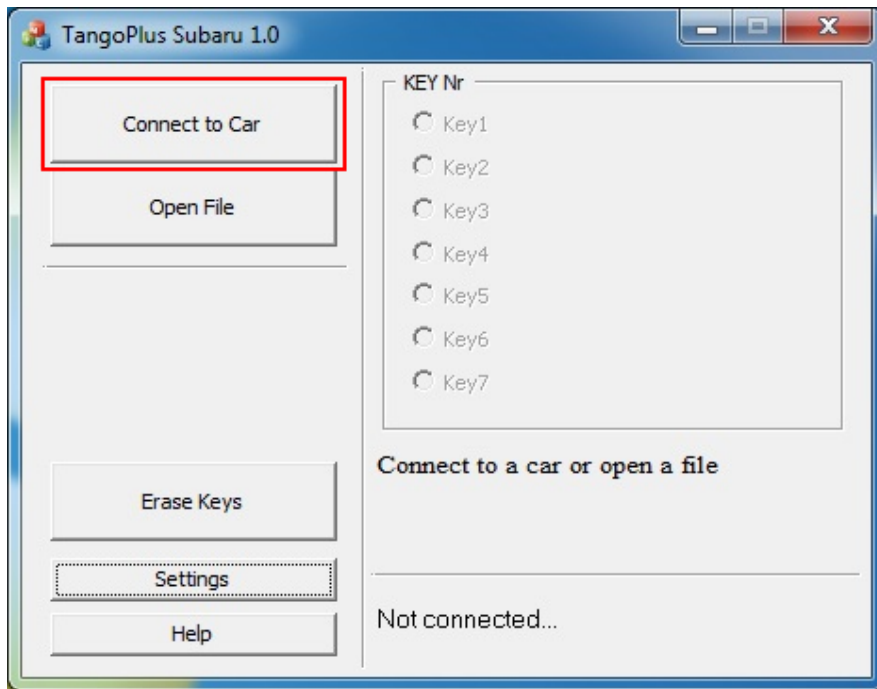 TangoPlus Subaru 1.0
Connect to Car
Open File
Erase Keys
Settings
Help
KEY Nr
Key1
Key2
Key3
Key4
Key5
Key6
Key7
Connect to a car or open a file
Not connected...